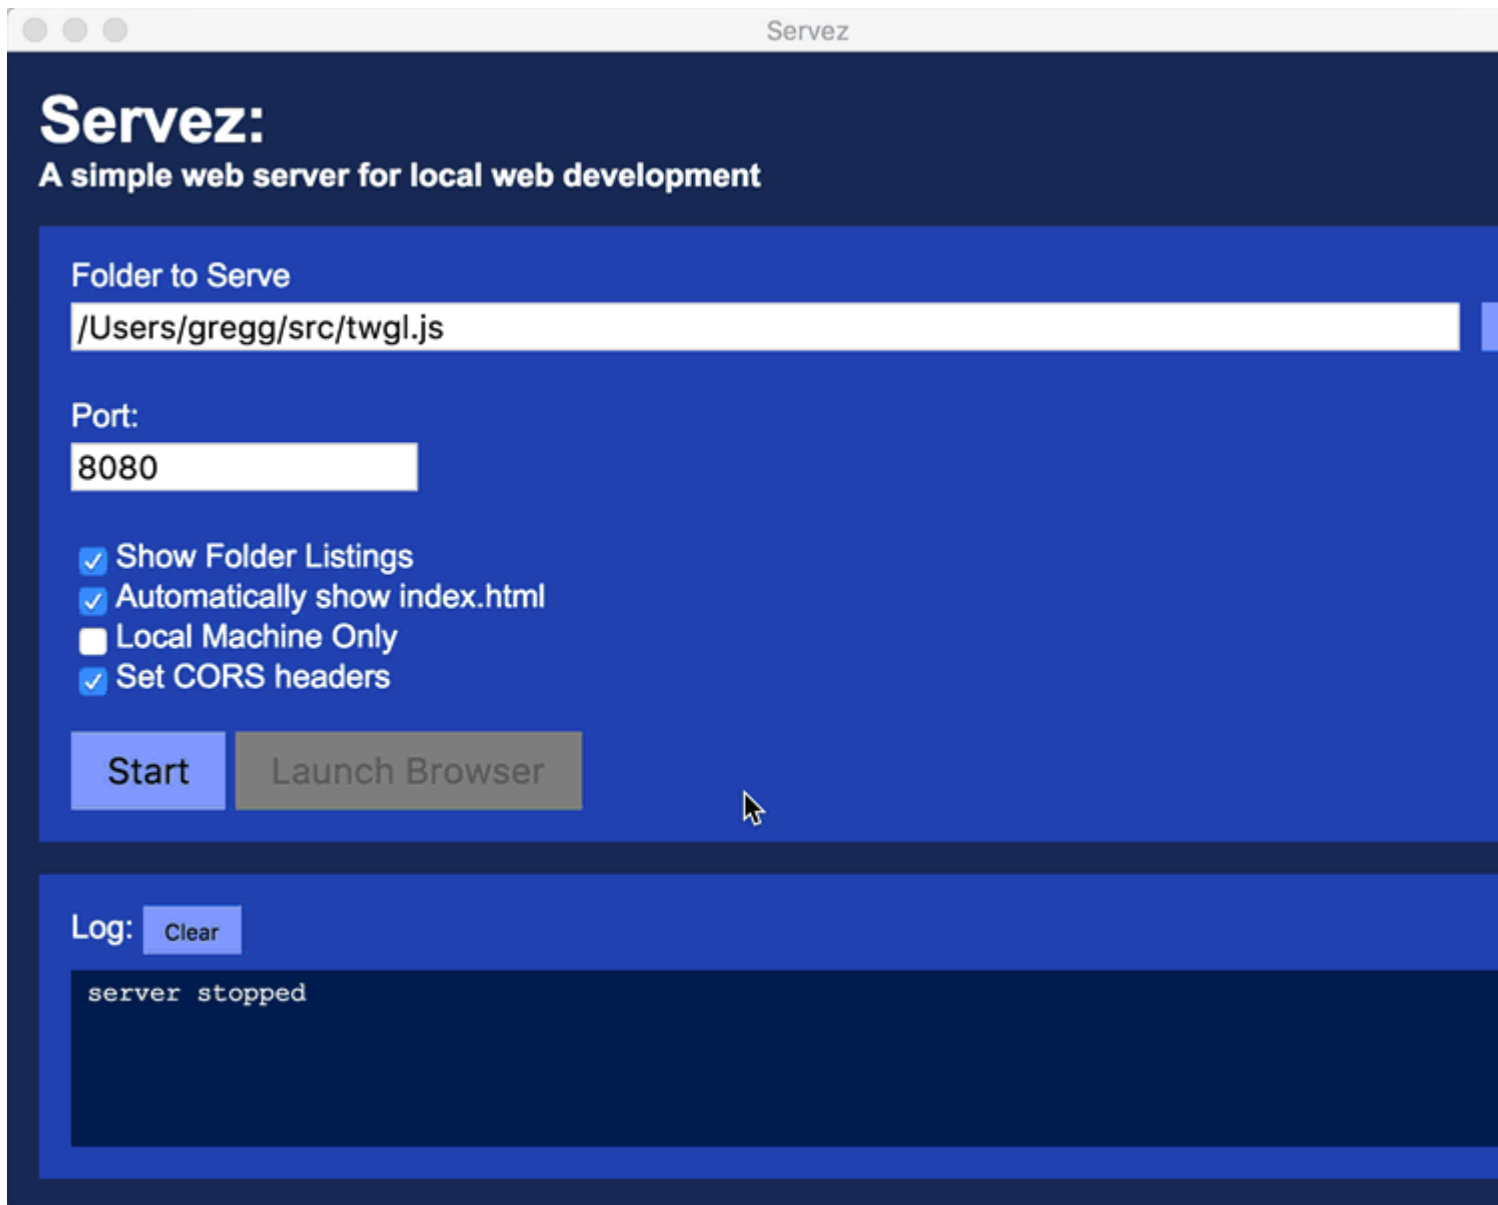 Servez
Servez:
A simple web server for local web development
Folder to Serve
/Users/gregg/src/twgl.js
Port:
8080
Show Folder Listings
Automatically show index.html
Local Machine Only
Set CORS headers
Start Launch Browser
Log: Clear
server stopped